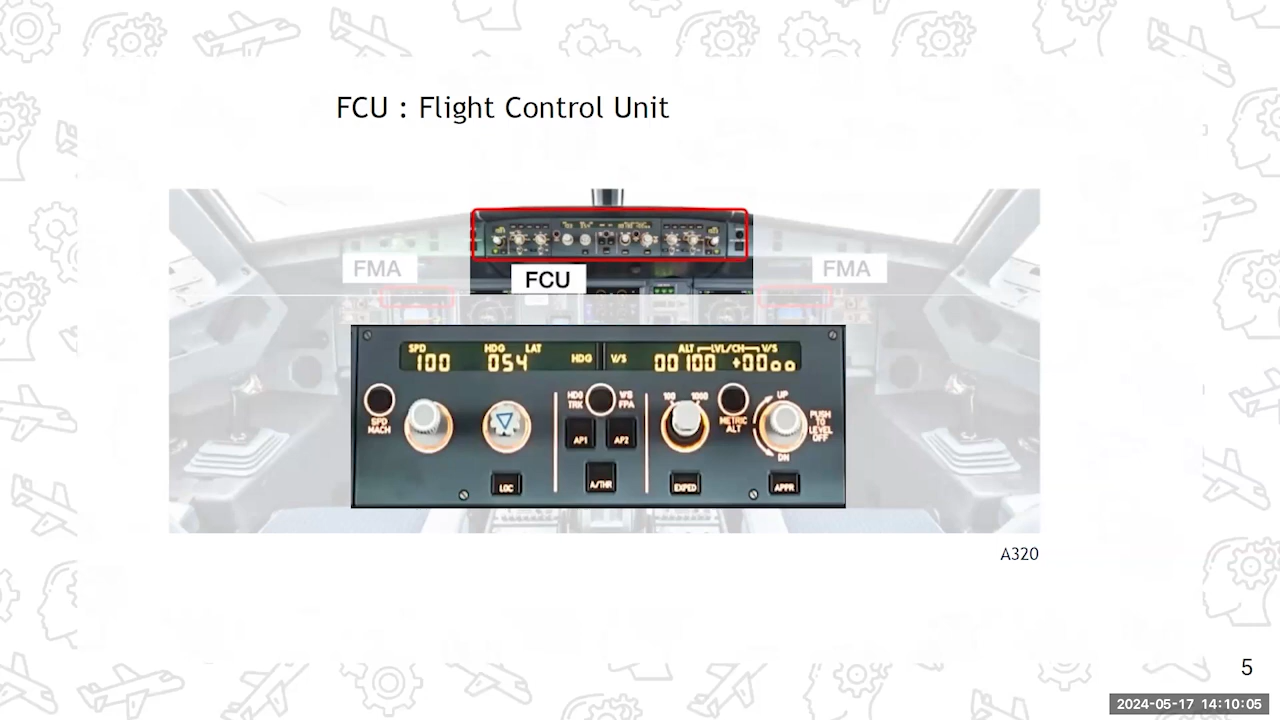 FCU : Flight Control Unit
FMA
FCU
FMA
SPD
HDG
LAT
ALT
LVL/CH
V/S
100
054
HDG
V/S
00100
+00oo
SPD
MACH
HDG
TRK
V/S
FPA
100
1000
METRIC
ALT
UP
DN
PUSH
TO
LEVEL
OFF
AP1
AP2
LOC
A/THR
EXPED
APPR
A320
5
2024-05-17 14:10:05